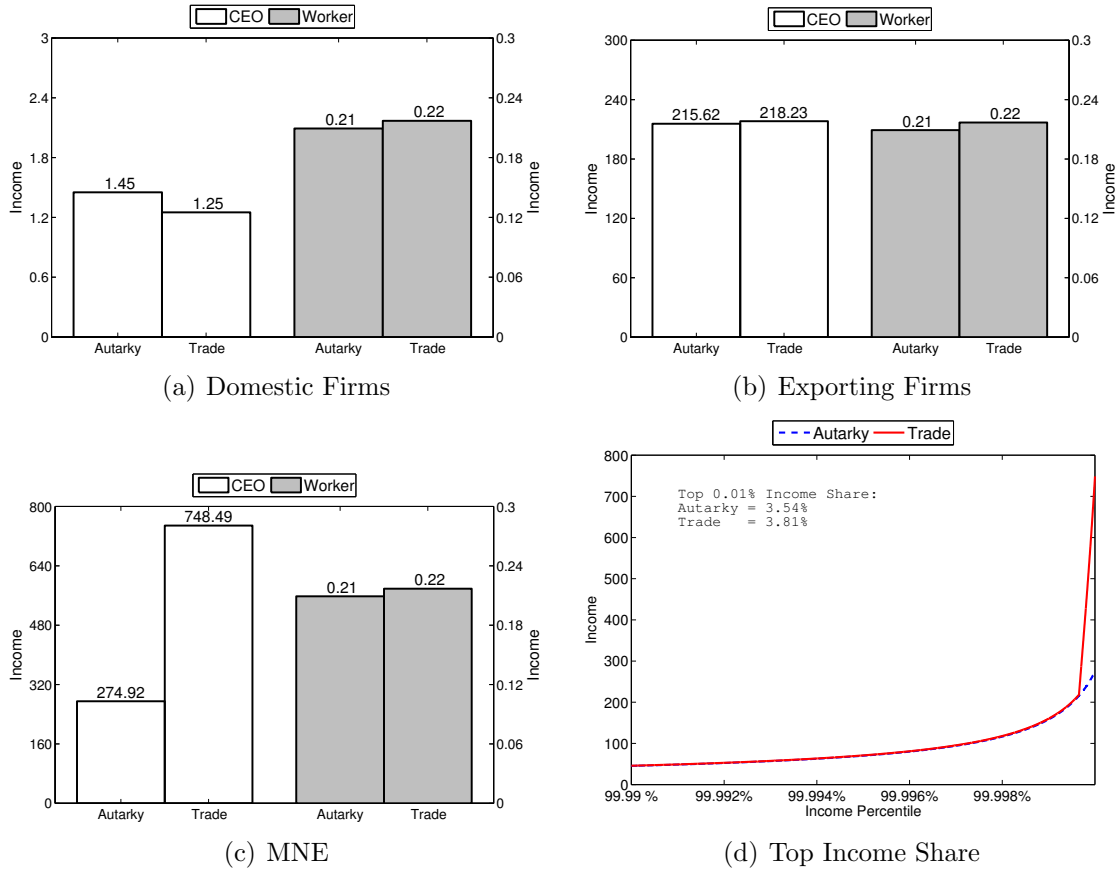 CEO Worker
3
2.4
1.8
1.2
0.6
0
Income
0.3
0.24
0.18
0.12
0.06
0
Income
1.45
1.25
0.21
0.22
Autarky Trade Autarky Trade
(a) Domestic Firms
CEO Worker
300
240
180
120
60
0
Income
0.3
0.24
0.18
0.12
0.06
0
Income
215.62
218.23
0.21
0.22
Autarky Trade Autarky Trade
(b) Exporting Firms
CEO Worker
800
640
480
320
160
0
Income
0.3
0.24
0.18
0.12
0.06
0
Income
274.92
748.49
0.21
0.22
Autarky Trade Autarky Trade
(c) MNE
Autarky Trade
800
700
600
500
400
300
200
100
0
Income
Top 0.01% Income Share:
Autarky = 3.54%
Trade = 3.81%
99.99 % 99.992% 99.994% 99.996% 99.998%
Income Percentile
(d) Top Income Share